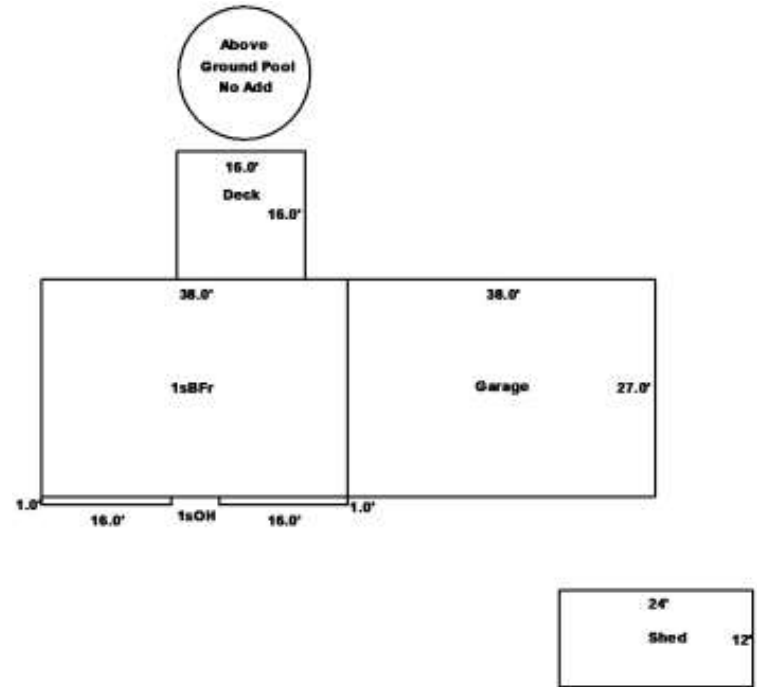 Above
Ground Pool
No Add
16.0'
Deck
16.0'
38.0'
38.0'
1sBFr
Garage
27.0'
1.0'
16.0'
1sOH
16.0'
1.0'
24'
Shed
12'